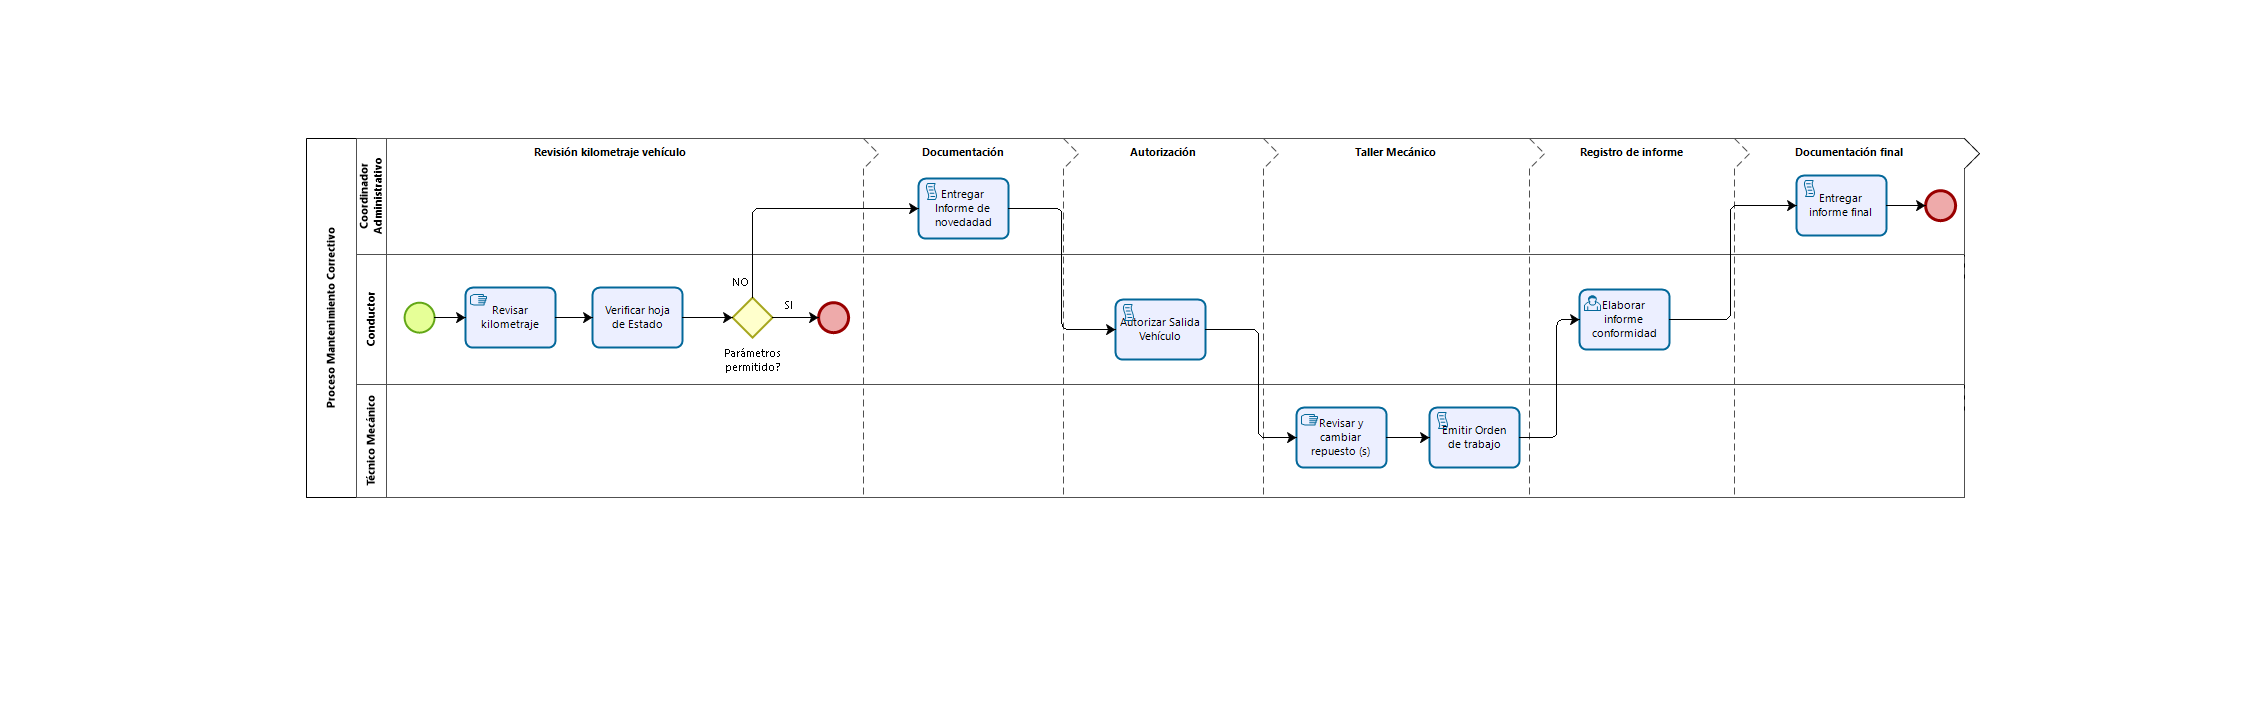 Proceso Mantenimiento Correctivo
Coordinador
Administrativo
Conductor
Técnico Mecánico
Revisión kilometraje vehículo
Documentación
Autorización
Taller Mecánico
Registro de informe
Documentación final
Entregar
Informe de
novedadad
Entregar
informe final
NO
SI
Revisar
kilometraje
Verificar hoja
de Estado
Parámetros
permitido?
Autorizar Salida
Vehículo
Elaborar
informe
conformidad
Revisar y
cambiar
repuesto (s)
Emitir Orden
de trabajo